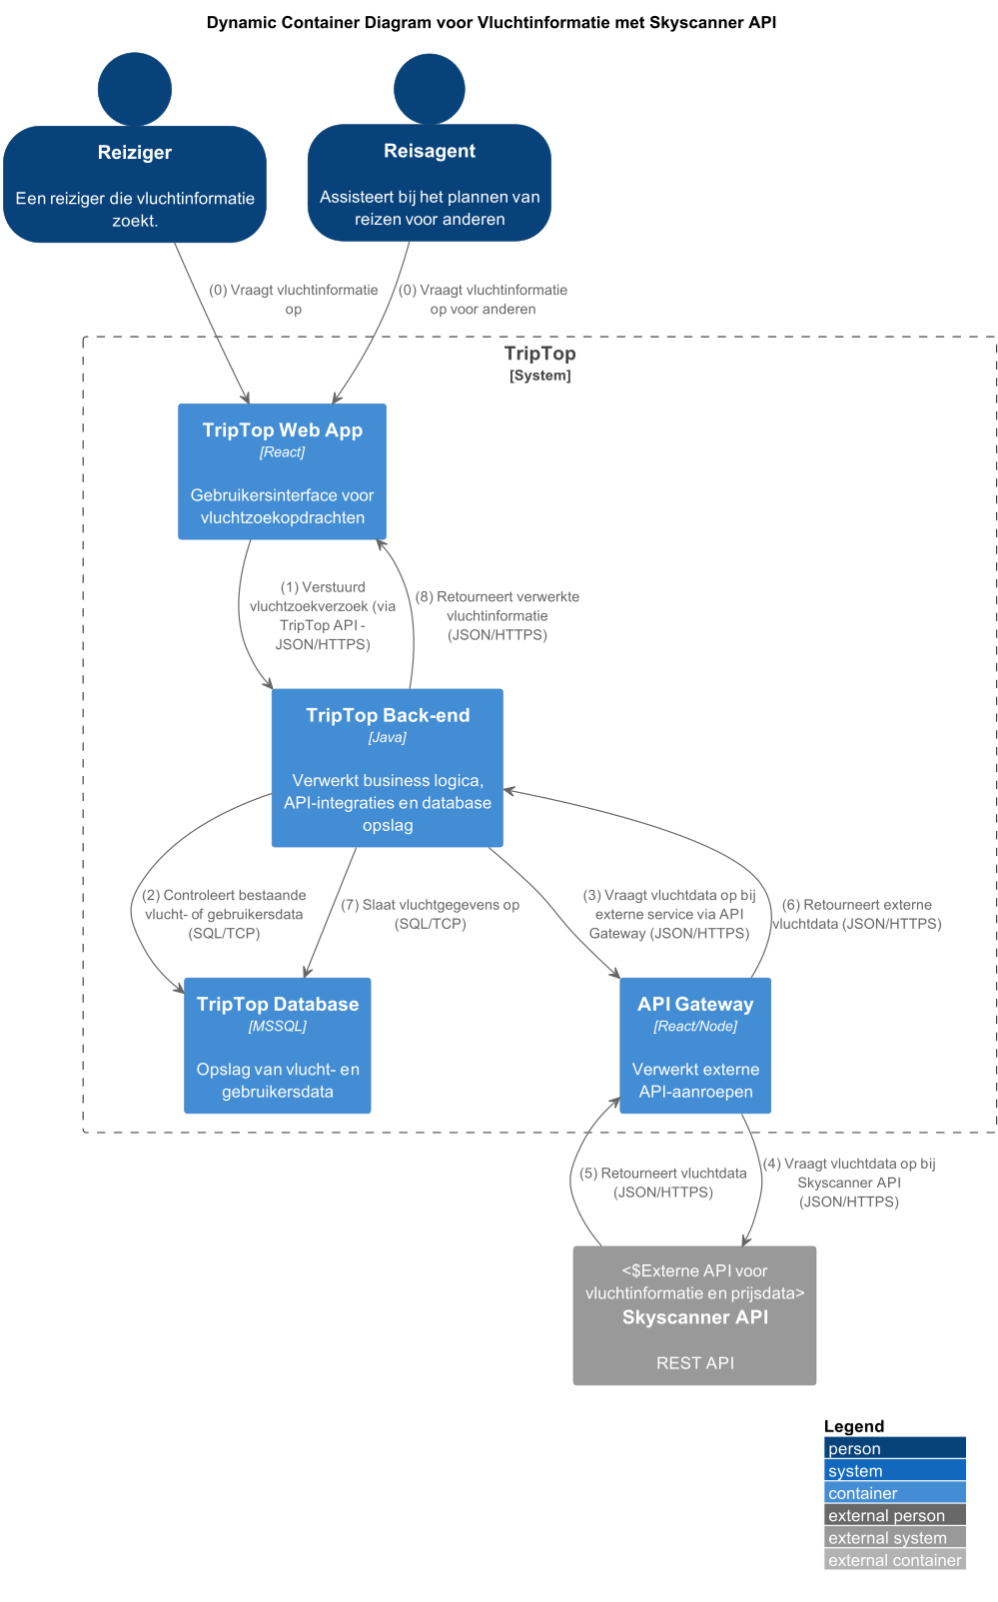 Dynamic Container Diagram voor Vluchtinformatie met Skyscanner API
Reiziger
Een reiziger die vluchtinformatie
zoekt.
Reisagent
Assisteert bij het plannen van
reizen voor anderen
(0) Vraagt vluchtinformatie
op
(0) Vraagt vluchtinformatie
op voor anderen
TripTop
[System]
TripTop Web App
[React]
Gebruikersinterface voor
vluchtzoekopdrachten
(1) Verstuurd
vluchtzoekverzoek (via
TripTop API -
JSON/HTTPS)
(8) Retourneert verwerkte
vluchtinformatie
(JSON/HTTPS)
TripTop Back-end
[Java]
Verwerkt business logica,
API-integraties en database
opslag
(2) Controleert bestaande
vlucht- of gebruikersdata
(SQL/TCP)
(7) Slaat vluchtgegevens op
(SQL/TCP)
(3) Vraagt vluchtdata op bij
externe service via API
Gateway (JSON/HTTPS)
(6) Retourneert externe
vluchtdata (JSON/HTTPS)
TripTop Database
[MSSQL]
Opslag van vlucht- en
gebruikersdata
API Gateway
[React/Node]
Verwerkt externe
API-aanroepen
(5) Retourneert vluchtdata
(JSON/HTTPS)
(4) Vraagt vluchtdata op bij
Skyscanner API
(JSON/HTTPS)
<$Externe API voor
vluchtinformatie en prijsdata>
Skyscanner API
REST API
Legend
person
system
container
external person
external system
external container